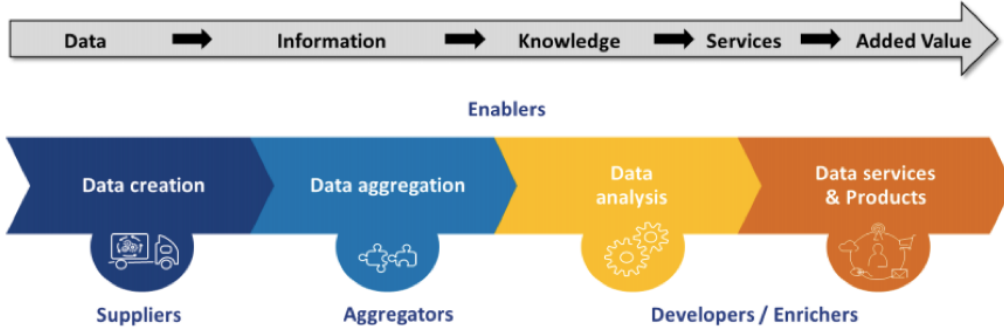 Data Information Knowledge Services Added Value
Enablers
Data creation
Data aggregation
Data
analysis
Data services
& Products
Suppliers
Aggregators
Developers / Enrichers